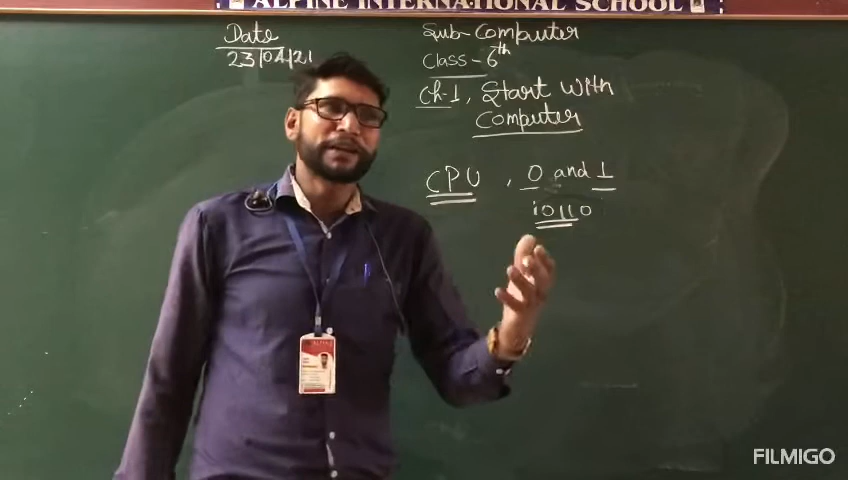 ALPINE INTERNATIONAL SCHOOL
Date
23/04/21
Sub- Computer
Class - 6th
Ch-1, Start With
Computer
CPU, 0 and 1
10110
FILMIGO